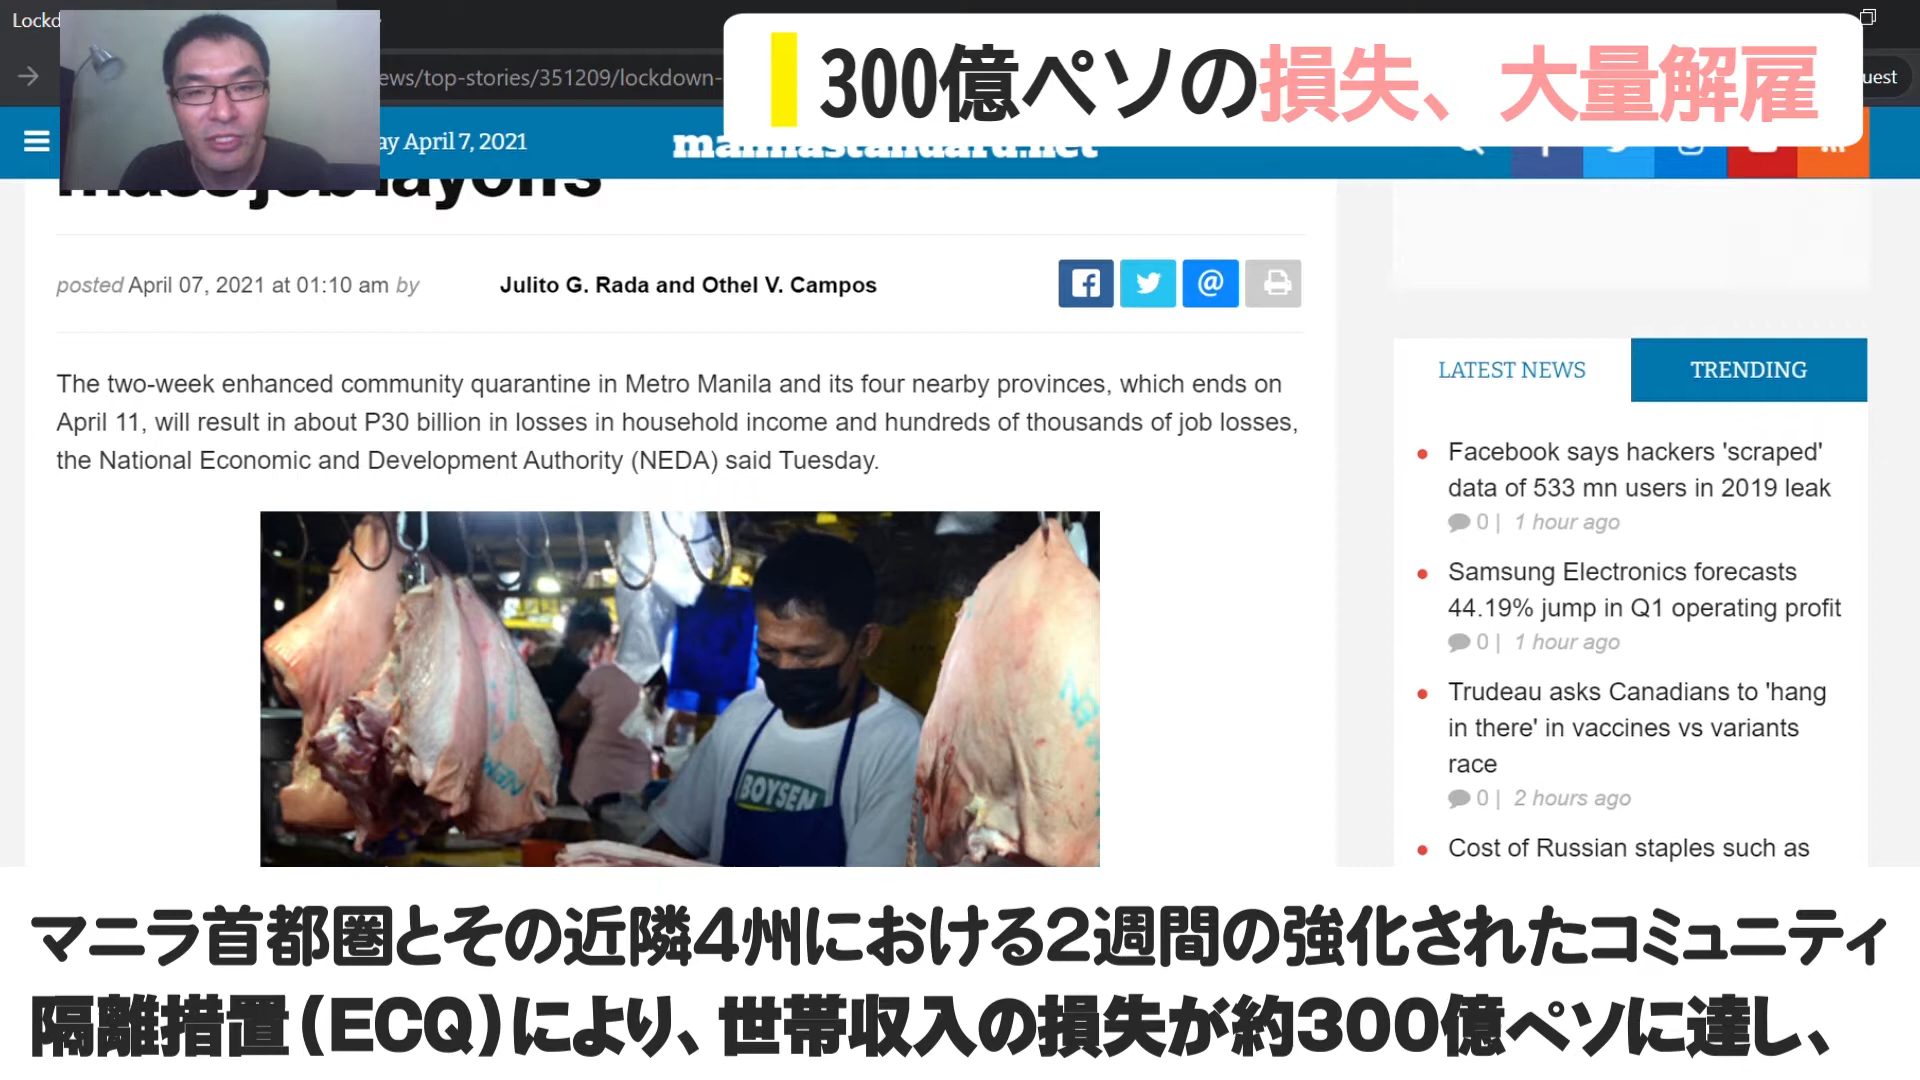 Lockd
300億ペソの損失、大量解雇
ews/top-stories/351209/lockdown-
uest
ay April 7, 2021
manilastandard.net
mass job layoffs
posted April 07, 2021 at 01:10 am by
Julito G. Rada and Othel V. Campos
The two-week enhanced community quarantine in Metro Manila and its four nearby provinces, which ends on
April 11, will result in about P30 billion in losses in household income and hundreds of thousands of job losses,
the National Economic and Development Authority (NEDA) said Tuesday.
BOYSEN
LATEST NEWS
TRENDING
Facebook says hackers 'scraped'
data of 533 mn users in 2019 leak
0 | 1 hour ago
Samsung Electronics forecasts
44.19% jump in Q1 operating profit
0 | 1 hour ago
Trudeau asks Canadians to 'hang
in there' in vaccines vs variants
race
0 | 2 hours ago
Cost of Russian staples such as
マニラ首都圏とその近隣4州における2週間の強化されたコミュニティ
隔離措置(ECQ)により、世帯収入の損失が約300億ペソに達し、